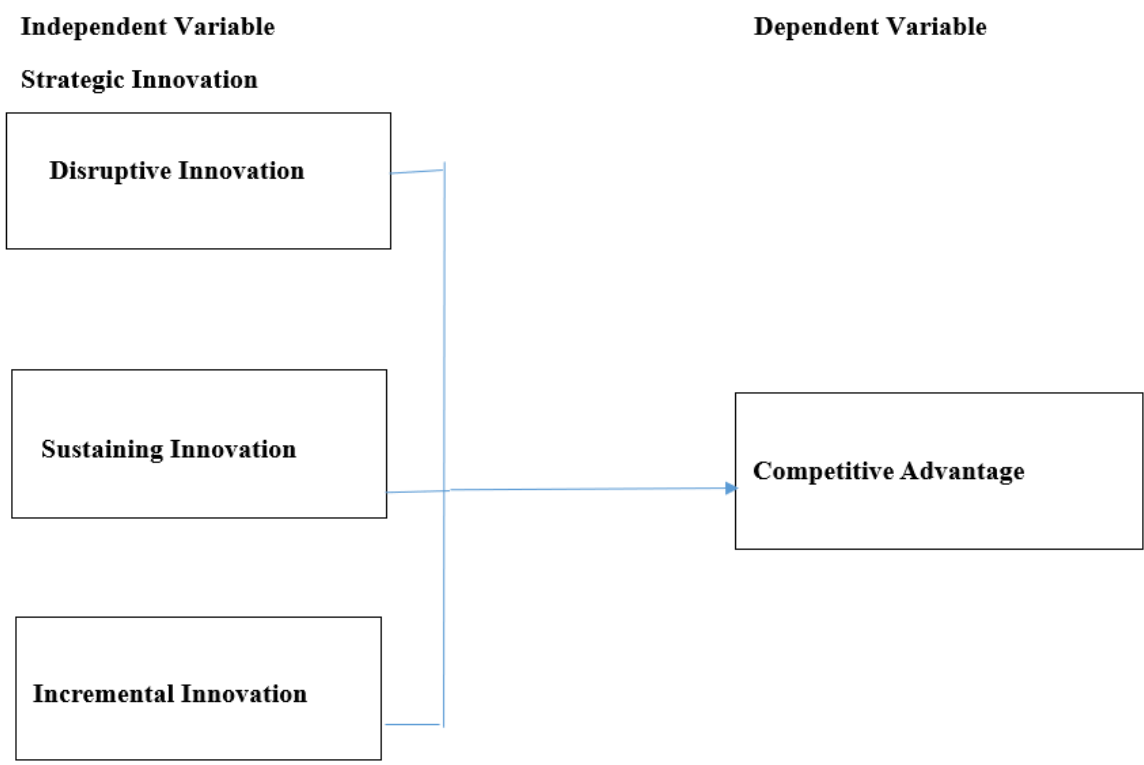 Independent Variable
Dependent Variable
Strategic Innovation
Disruptive Innovation
Sustaining Innovation
Competitive Advantage
Incremental Innovation